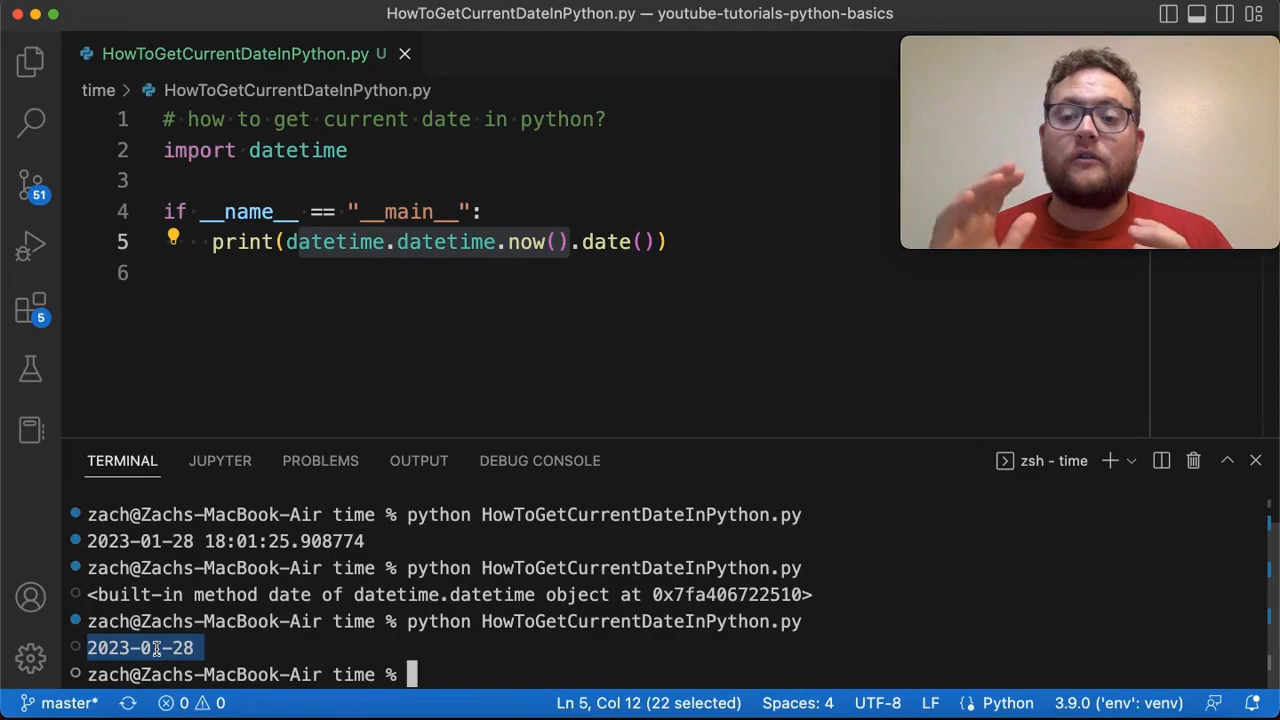 HowToGetCurrentDateInPython.py — youtube-tutorials-python-basics
HowToGetCurrentDateInPython.py U
time > HowToGetCurrentDateInPython.py
1 # how to get current date in python?
2 import datetime
3
4 if __name__ == "__main__":
5 print(datetime.datetime.now().date())
6
51
5
TERMINAL JUPYTER PROBLEMS OUTPUT DEBUG CONSOLE zsh - time
zach@Zachs-MacBook-Air time % python HowToGetCurrentDateInPython.py
2023-01-28 18:01:25.908774
zach@Zachs-MacBook-Air time % python HowToGetCurrentDateInPython.py
<built-in method date of datetime.datetime object at 0x7fa406722510>
zach@Zachs-MacBook-Air time % python HowToGetCurrentDateInPython.py
2023-01-28
zach@Zachs-MacBook-Air time %
master* 0 0 Ln 5, Col 12 (22 selected) Spaces: 4 UTF-8 LF Python 3.9.0 ('env': venv)